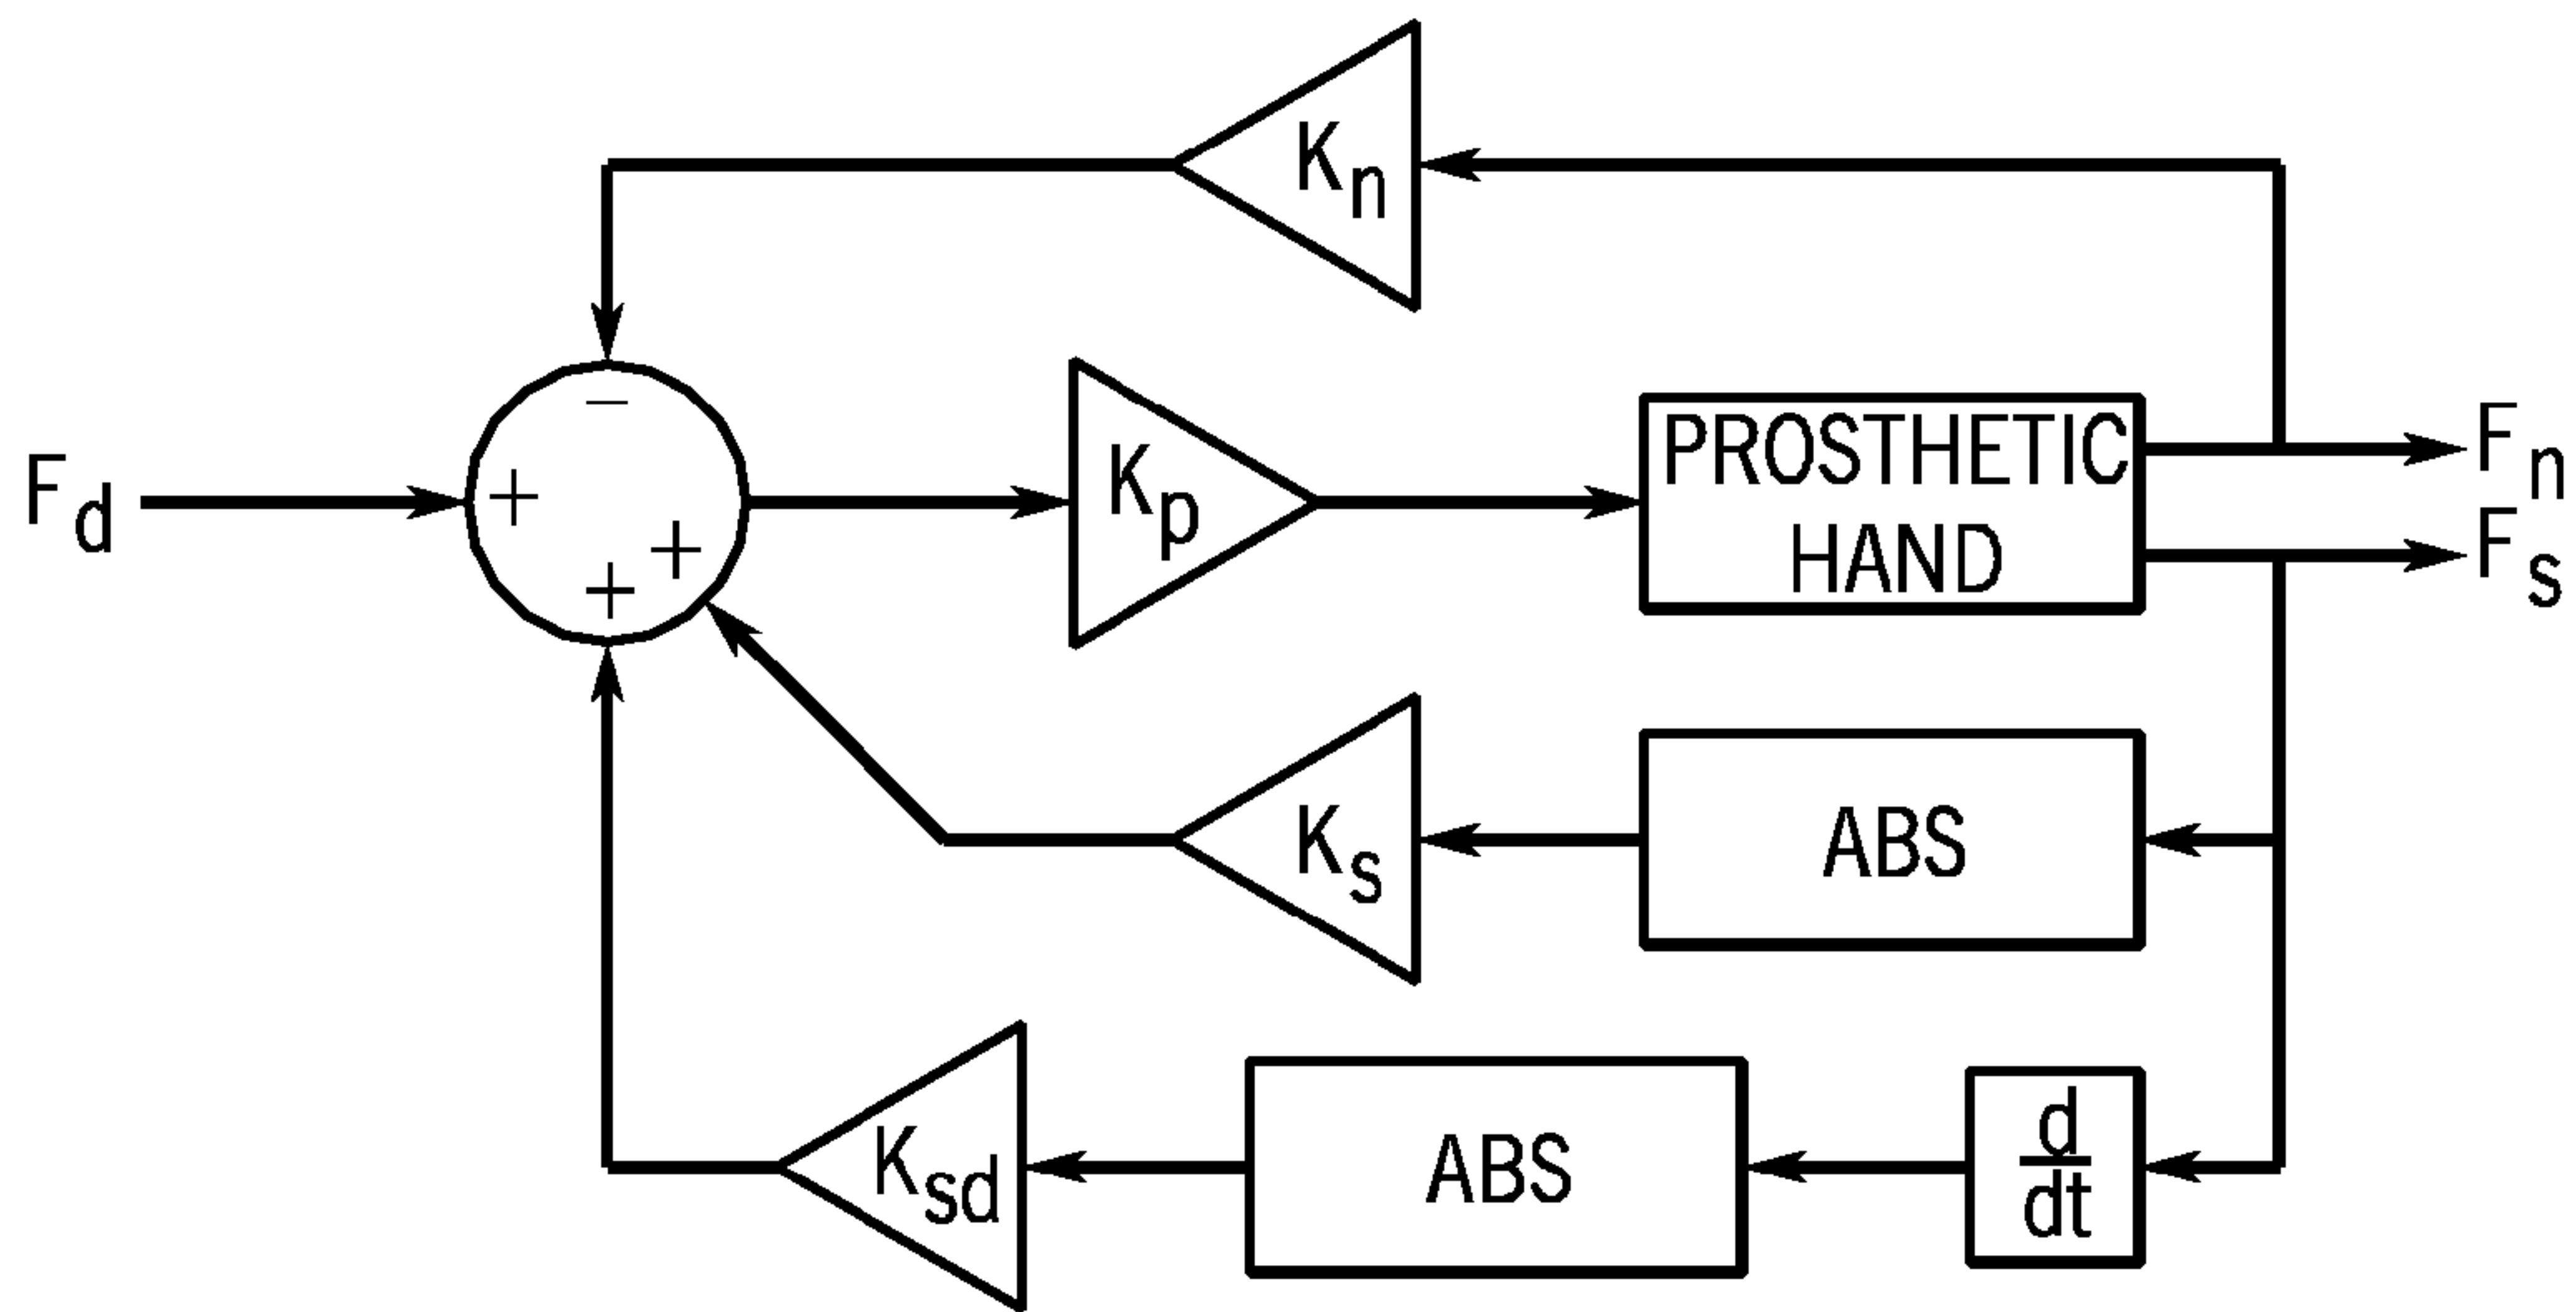 Kn
−
Fd
+
+
+
Kp
PROSTHETIC
HAND
Fn
Fs
Ks
ABS
Ksd
ABS
d
dt